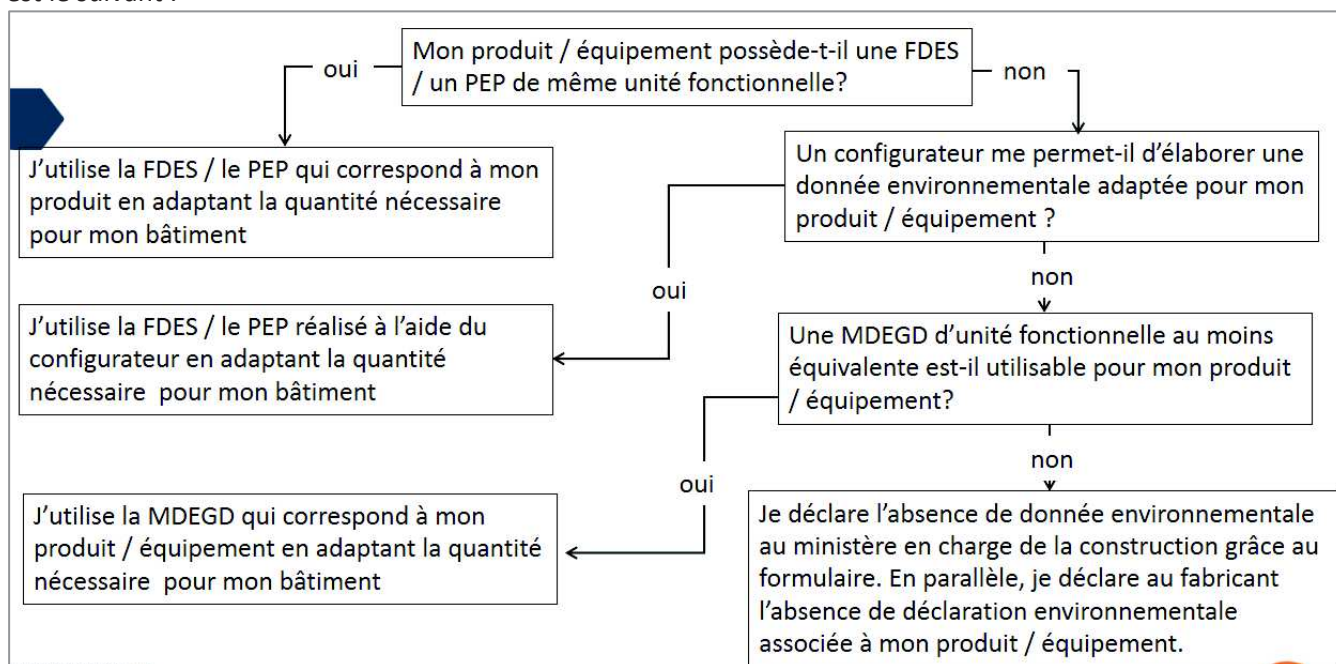 Mon produit / équipement possède-t-il une FDES
/ un PEP de même unité fonctionnelle?
oui
non
J'utilise la FDES / le PEP qui correspond à mon
produit en adaptant la quantité nécessaire
pour mon bâtiment
Un configurateur me permet-il d'élaborer une
donnée environnementale adaptée pour mon
produit / équipement ?
oui
non
J'utilise la FDES / le PEP réalisé à l'aide du
configurateur en adaptant la quantité
nécessaire pour mon bâtiment
Une MDEGD d'unité fonctionnelle au moins
équivalente est-il utilisable pour mon produit
/ équipement?
oui
non
J'utilise la MDEGD qui correspond à mon
produit / équipement en adaptant la quantité
nécessaire pour mon bâtiment
Je déclare l'absence de donnée environnementale
au ministère en charge de la construction grâce au
formulaire. En parallèle, je déclare au fabricant
l'absence de déclaration environnementale
associée à mon produit / équipement.